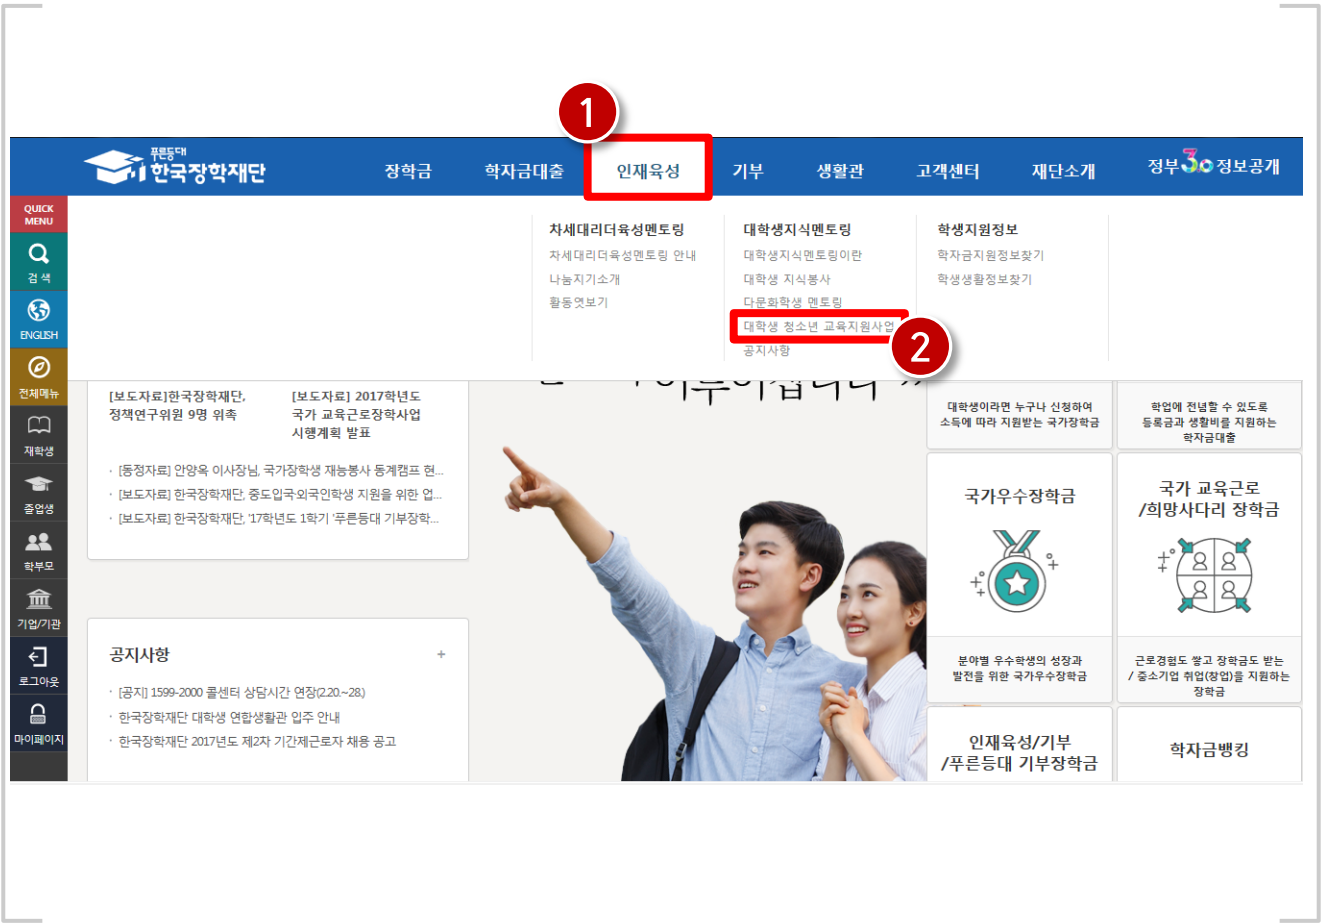 1
푸른등대
한국장학재단
장학금
학자금대출
인재육성
기부
생활관
고객센터
재단소개
정부3.0정보공개
QUICK
MENU
검색
ENGLISH
전체메뉴
재학생
졸업생
학부모
기업/기관
로그아웃
마이페이지
차세대리더육성멘토링
차세대리더육성멘토링 안내
나눔지기소개
활동엿보기
대학생지식멘토링
대학생지식멘토링이란
대학생 지식봉사
다문화학생 멘토링
대학생 청소년 교육지원사업
공지사항
2
학생지원정보
학자금지원정보찾기
학생생활정보찾기
[보도자료]한국장학재단,
정책연구위원 9명 위촉
[보도자료] 2017학년도
국가 교육근로장학사업
시행계획 발표
· [동정자료] 안양옥 이사장님, 국가장학생 재능봉사 동계캠프 현...
· [보도자료] 한국장학재단, 중도입국·외국인학생 지원을 위한 업...
· [보도자료] 한국장학재단, '17학년도 1학기 '푸른등대 기부장학...
공지사항 +
· [공지] 1599-2000 콜센터 상담시간 연장(2.20.~28.)
· 한국장학재단 대학생 연합생활관 입주 안내
· 한국장학재단 2017년도 제2차 기간제근로자 채용 공고
대학생이라면 누구나 신청하여
소득에 따라 지원받는 국가장학금
학업에 전념할 수 있도록
등록금과 생활비를 지원하는
학자금대출
국가우수장학금
분야별 우수학생의 성장과
발전을 위한 국가우수장학금
국가 교육근로
/희망사다리 장학금
근로경험도 쌓고 장학금도 받는
/ 중소기업 취업(창업)을 지원하는
장학금
인재육성/기부
/푸른등대 기부장학금
학자금뱅킹